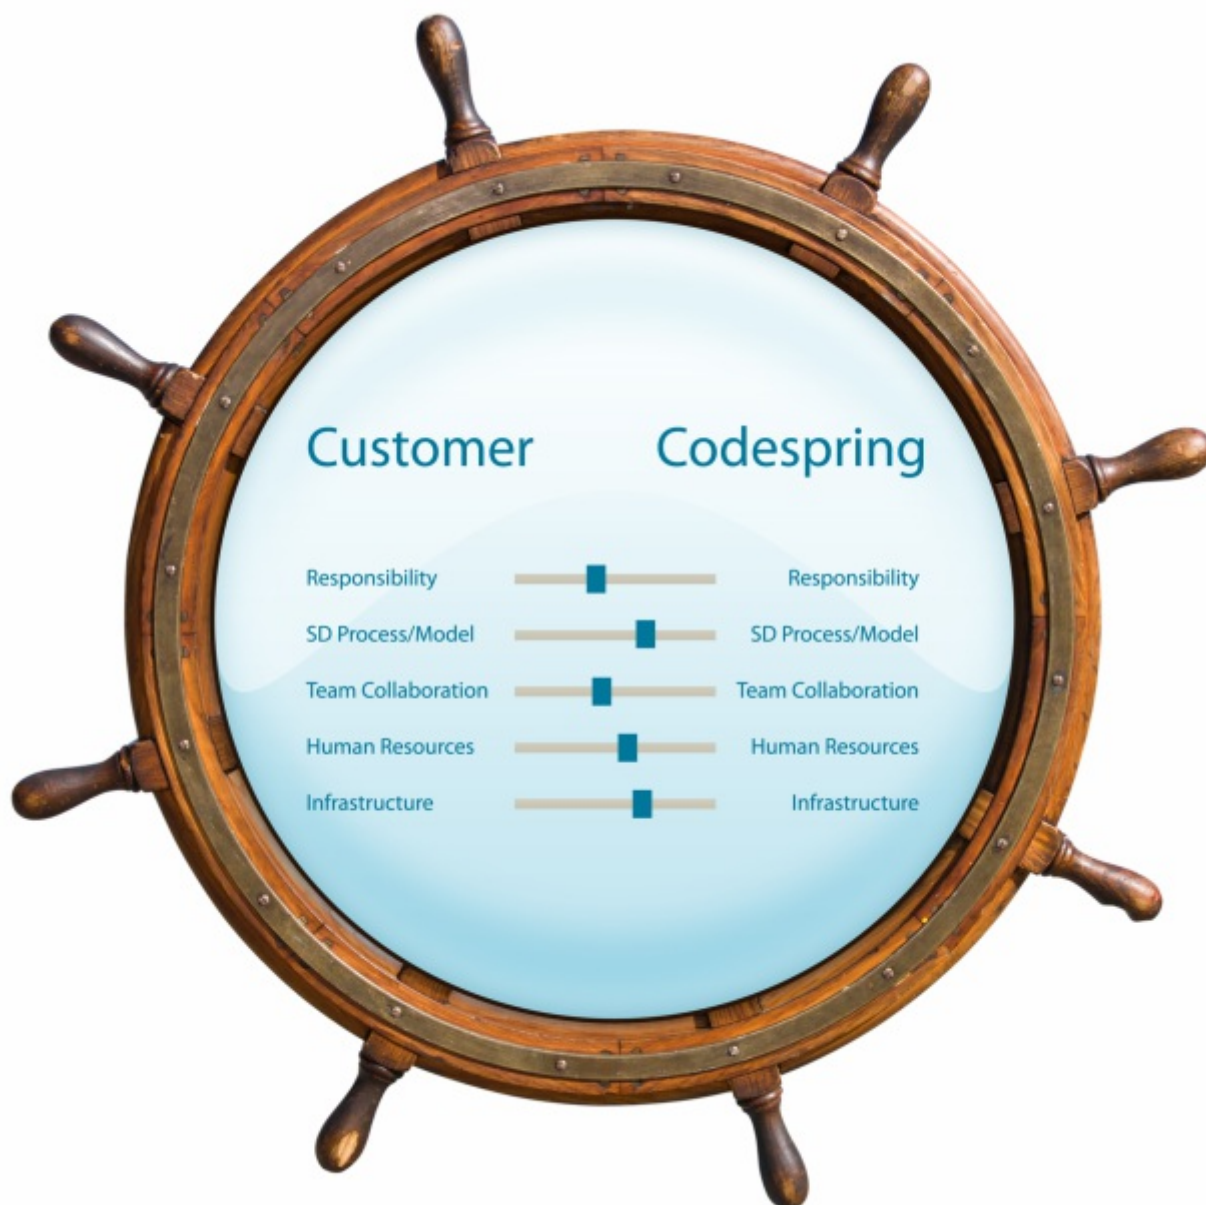 Customer Codespring
Responsibility Responsibility
SD Process/Model SD Process/Model
Team Collaboration Team Collaboration
Human Resources Human Resources
Infrastructure Infrastructure